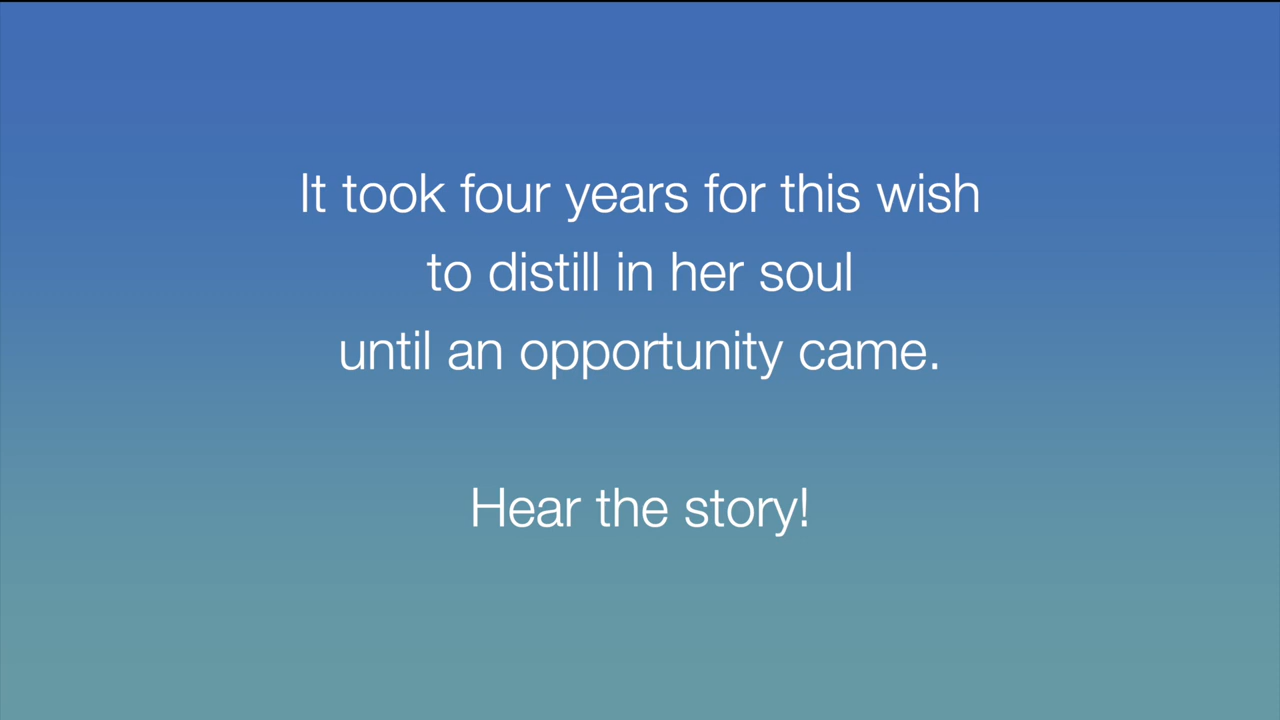 It took four years for this wish
to distill in her soul
until an opportunity came.
Hear the story!